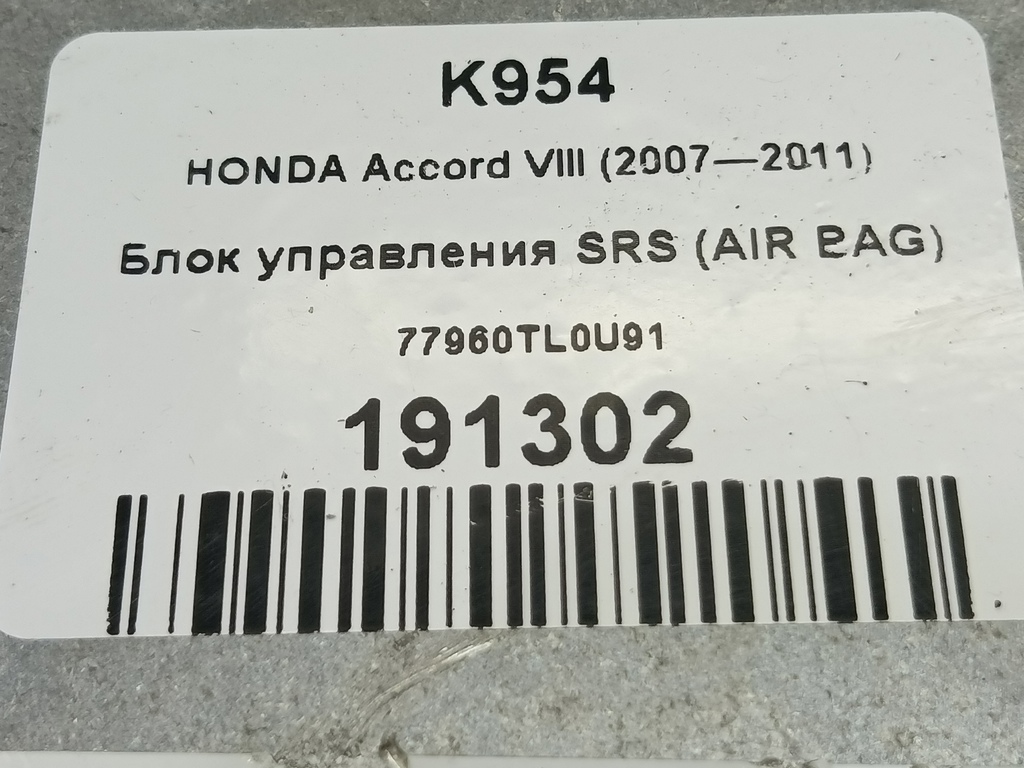 K954
HONDA Accord VIII (2007—2011)
Блок управления SRS (AIR BAG)
77960TL0U91
191302